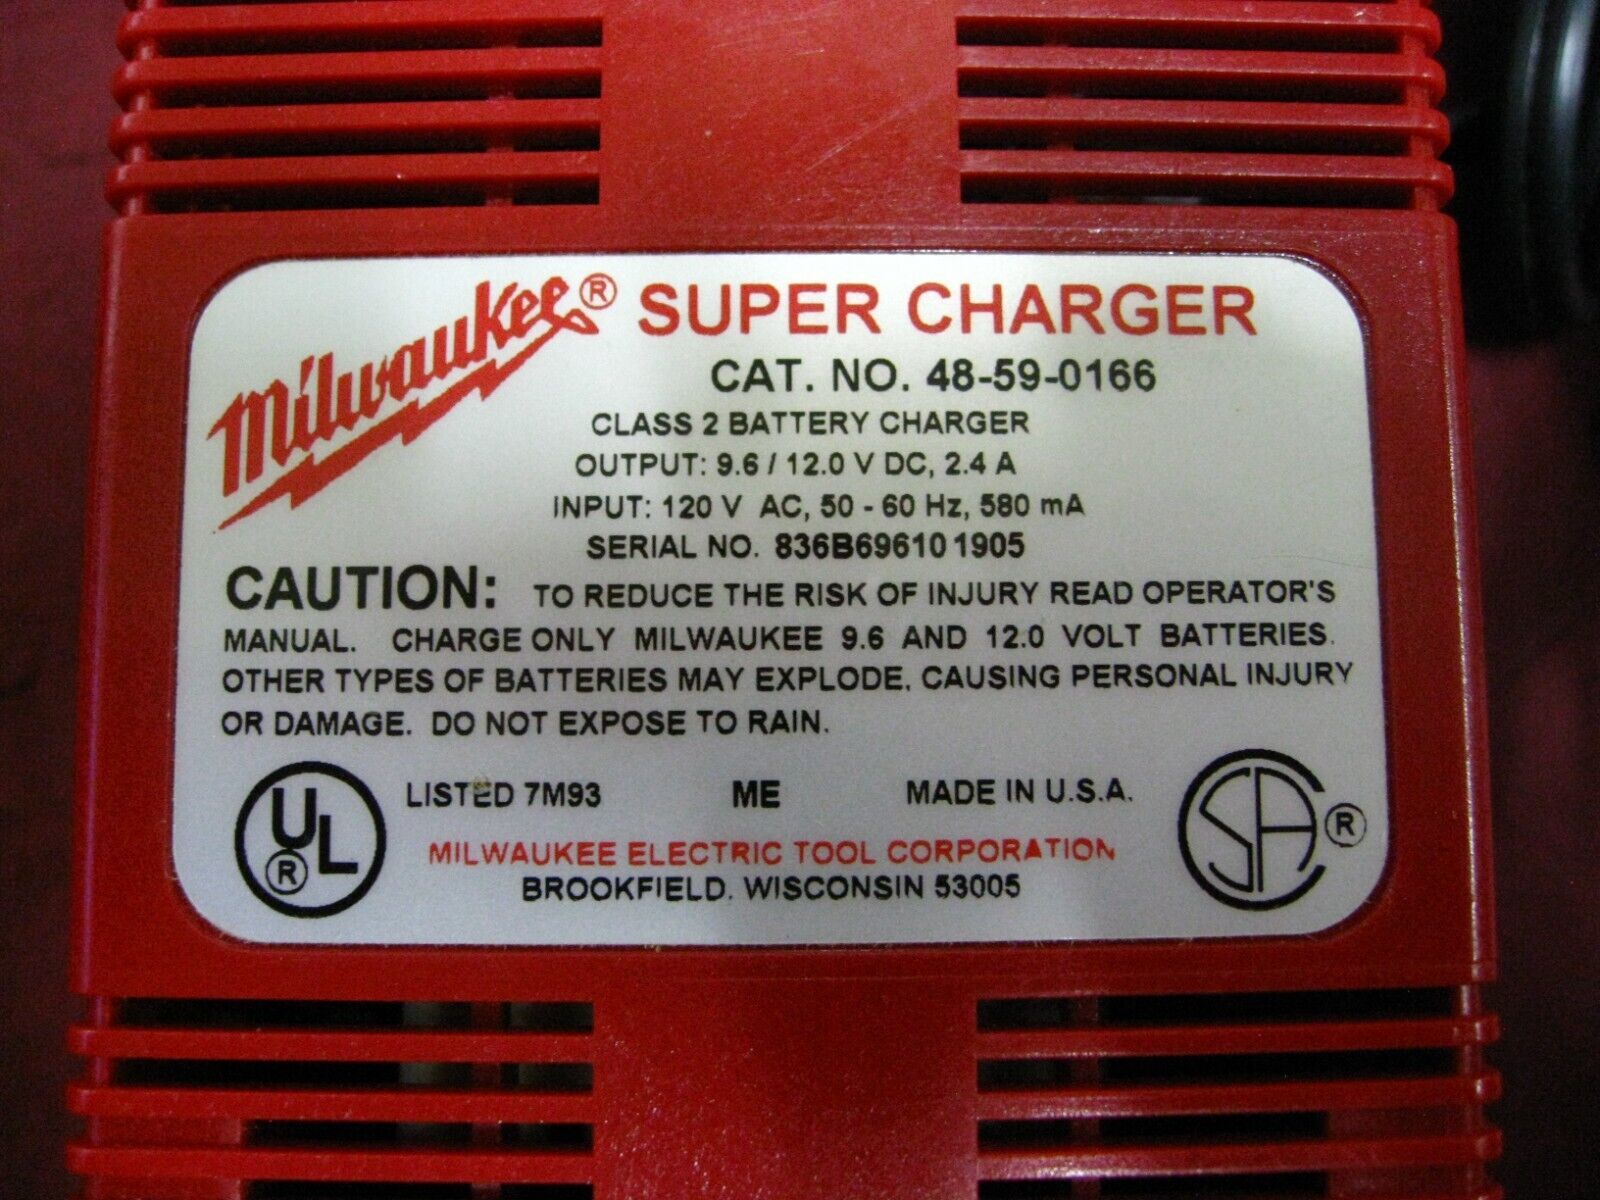 Milwaukee® SUPER CHARGER
CAT. NO. 48-59-0166
CLASS 2 BATTERY CHARGER
OUTPUT: 9.6 / 12.0 V DC, 2.4 A
INPUT: 120 V AC, 50 - 60 Hz, 580 mA
SERIAL NO. 836B696101905
CAUTION: TO REDUCE THE RISK OF INJURY READ OPERATOR'S
MANUAL. CHARGE ONLY MILWAUKEE 9.6 AND 12.0 VOLT BATTERIES.
OTHER TYPES OF BATTERIES MAY EXPLODE, CAUSING PERSONAL INJURY
OR DAMAGE. DO NOT EXPOSE TO RAIN.
UL® LISTED 7M93 ME MADE IN U.S.A. SA®
MILWAUKEE ELECTRIC TOOL CORPORATION
BROOKFIELD, WISCONSIN 53005